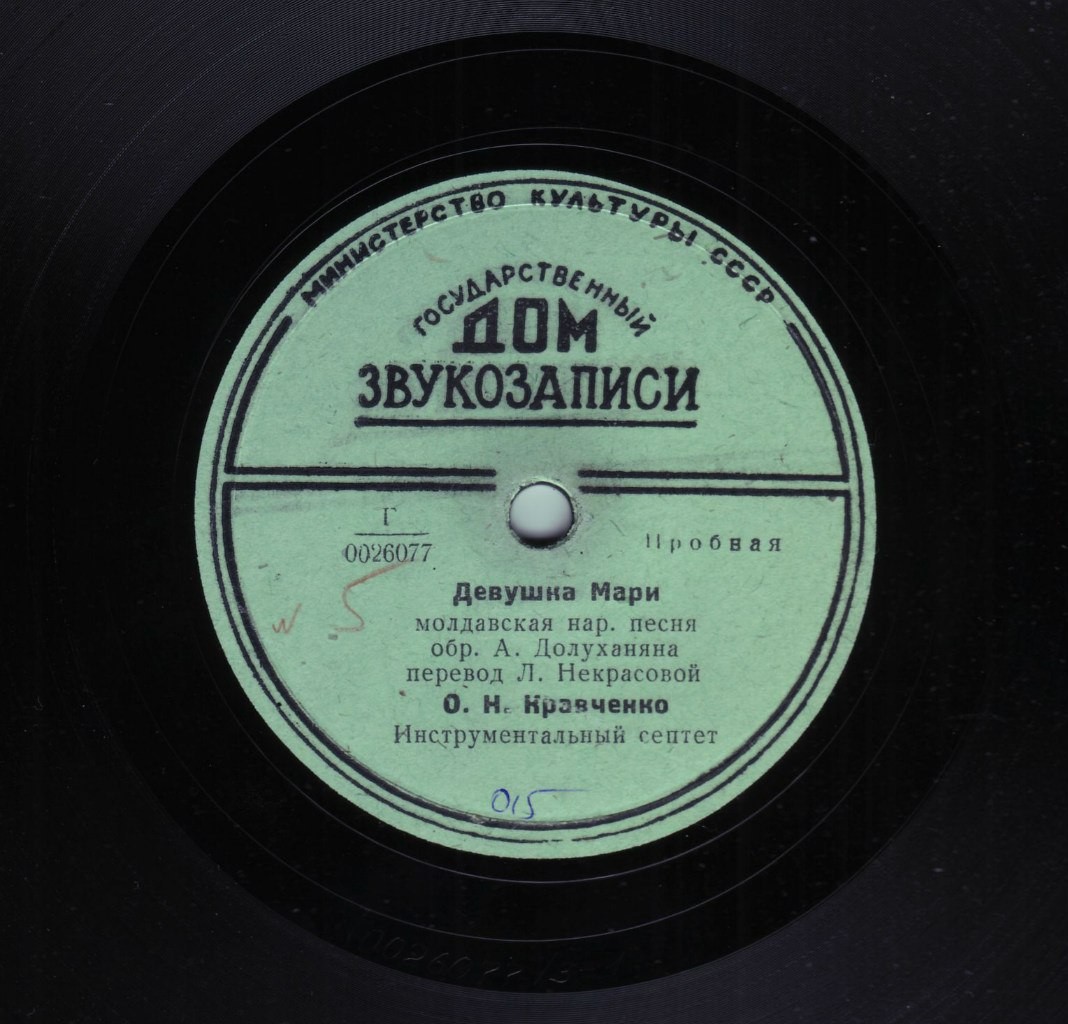 МИНИСТЕРСТВО КУЛЬТУРЫ СССР
ГОСУДАРСТВЕННЫЙ
ДОМ
ЗВУКОЗАПИСИ
Г
0026077
Пробная
N 5
Девушка Мари
молдавская нар. песня
обр. А. Долуханяна
перевод Л. Некрасовой
О. Н. Кравченко
Инструментальный септет
015